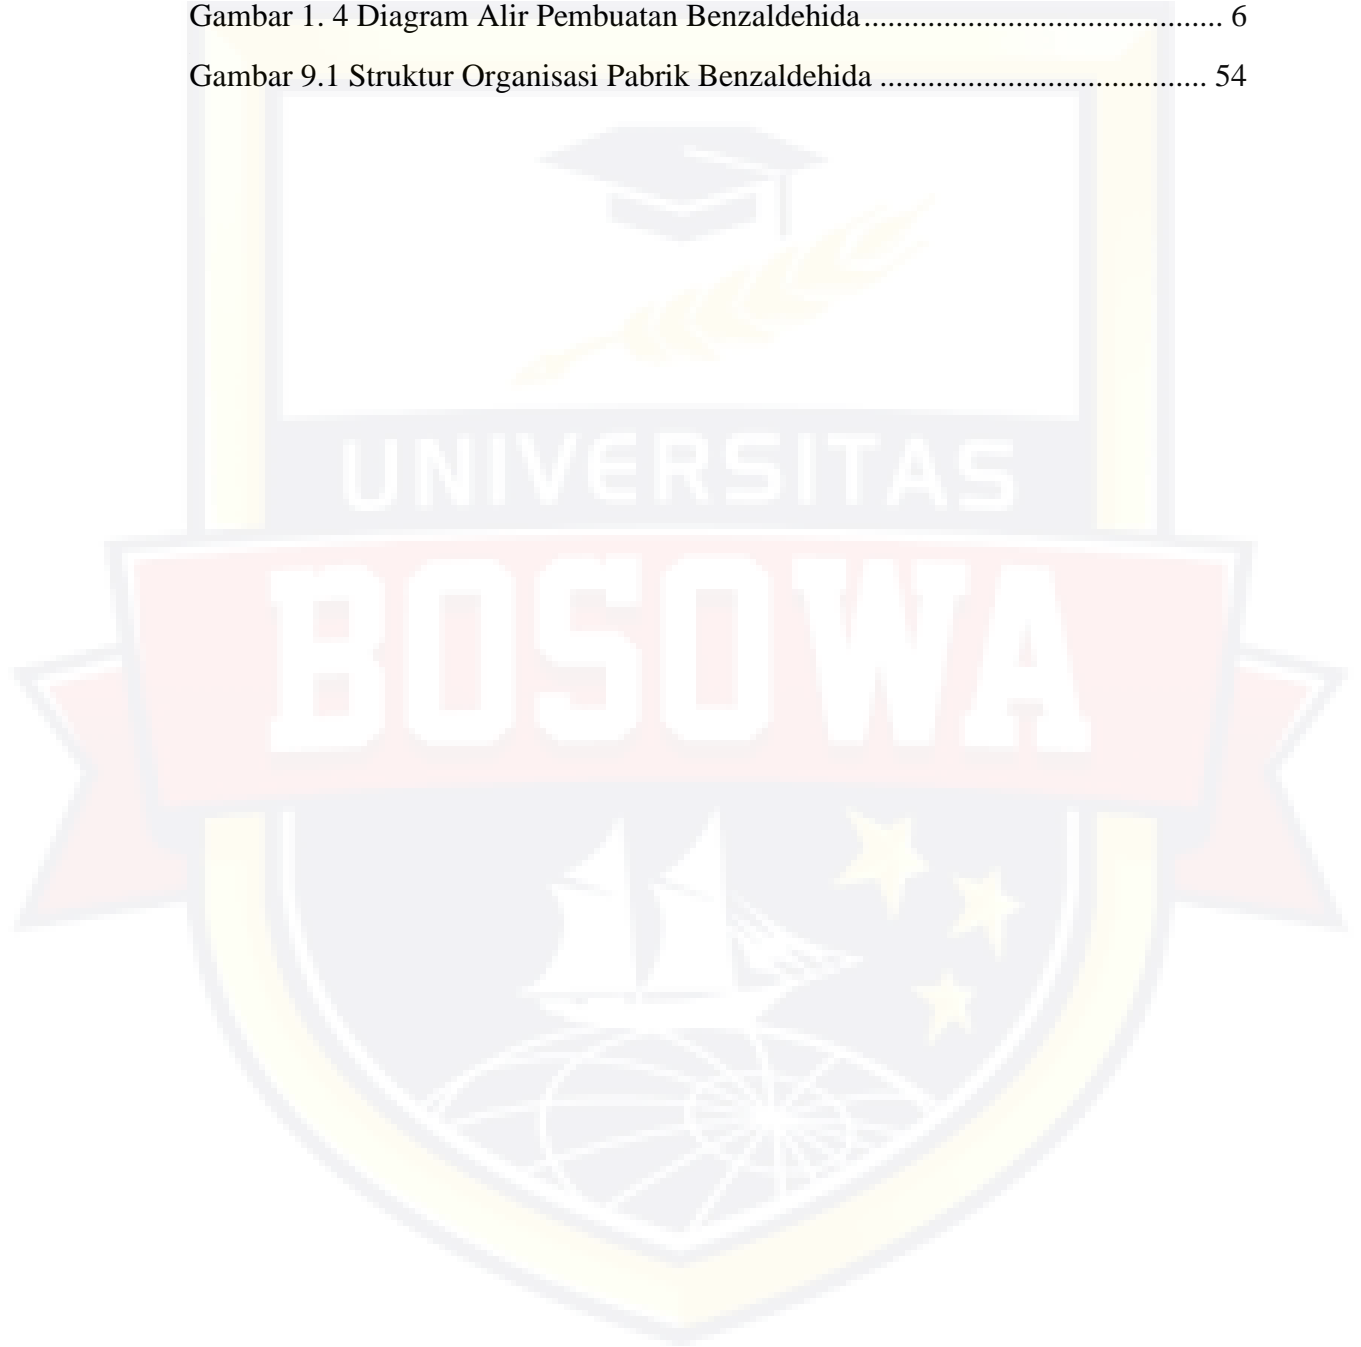 Gambar 1. 4 Diagram Alir Pembuatan Benzaldehida............................................. 6
Gambar 9.1 Struktur Organisasi Pabrik Benzaldehida ......................................... 54
UNIVERSITAS
BOSOWA